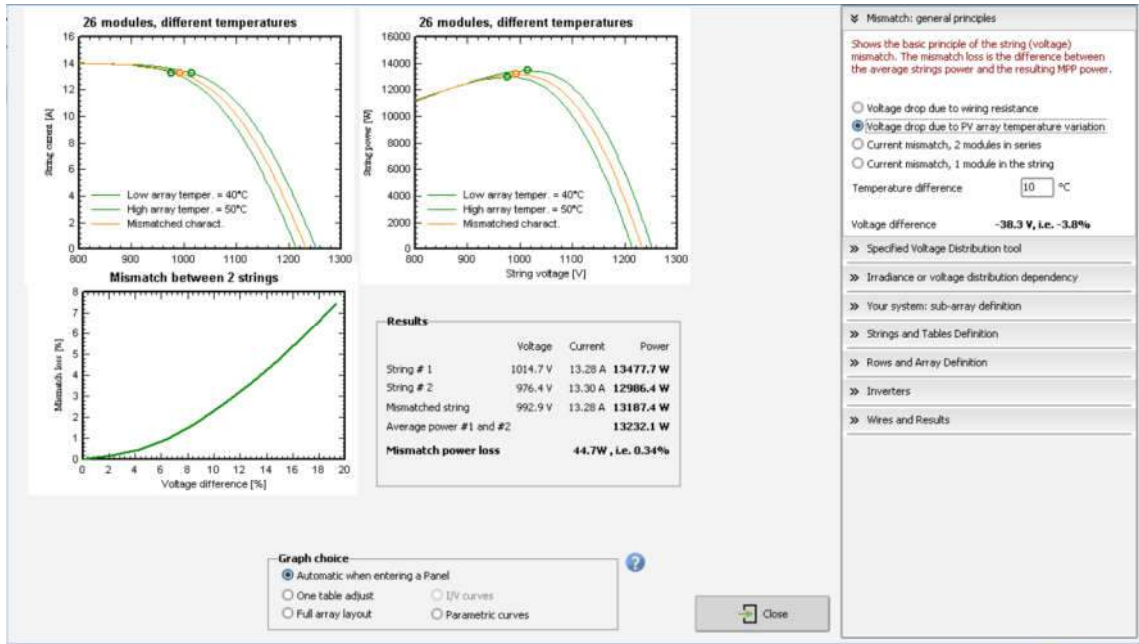 26 modules, different temperatures
16
14
12
10
8
6
4
2
0
String current [A]
Low array temper. = 40°C
High array temper. = 50°C
Mismatched charact.
800 900 1000 1100 1200 1300
26 modules, different temperatures
16000
14000
12000
10000
8000
6000
4000
2000
0
String power [W]
Low array temper. = 40°C
High array temper. = 50°C
Mismatched charact.
800 900 1000 1100 1200 1300
String voltage [V]
Mismatch between 2 strings
8
7
6
5
4
3
2
1
0
Mismatch loss [%]
0 2 4 6 8 10 12 14 16 18 20
Voltage difference [%]
Results
Voltage Current Power
String # 1 1014.7 V 13.28 A 13477.7 W
String # 2 976.4 V 13.30 A 12986.4 W
Mismatched string 992.9 V 13.28 A 13187.4 W
Average power #1 and #2 13232.1 W
Mismatch power loss 44.7W , i.e. 0.34%
Graph choice
Automatic when entering a Panel
One table adjust I/V curves
Full array layout Parametric curves
?
Close
Mismatch: general principles
Shows the basic principle of the string (voltage)
mismatch. The mismatch loss is the difference between
the average strings power and the resulting MPP power.
Voltage drop due to wiring resistance
Voltage drop due to PV array temperature variation
Current mismatch, 2 modules in series
Current mismatch, 1 module in the string
Temperature difference 10 °C
Voltage difference -38.3 V, i.e. -3.8%
Specified Voltage Distribution tool
Irradiance or voltage distribution dependency
Your system: sub-array definition
Strings and Tables Definition
Rows and Array Definition
Inverters
Wires and Results